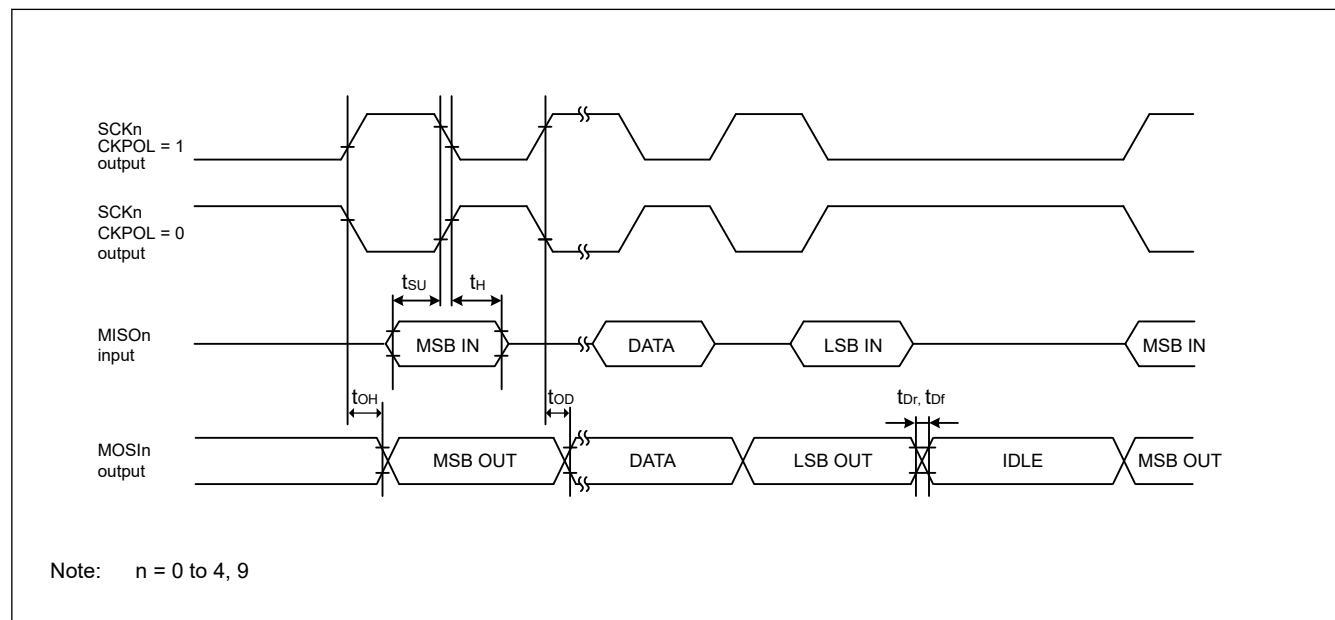 SCKn
CKPOL = 1
output
SCKn
CKPOL = 0
output
tSU
tH
MISOn
input
MSB IN
DATA
LSB IN
MSB IN
tOH
tOD
tDr, tDf
MOSIn
output
MSB OUT
DATA
LSB OUT
IDLE
MSB OUT
Note: n = 0 to 4, 9